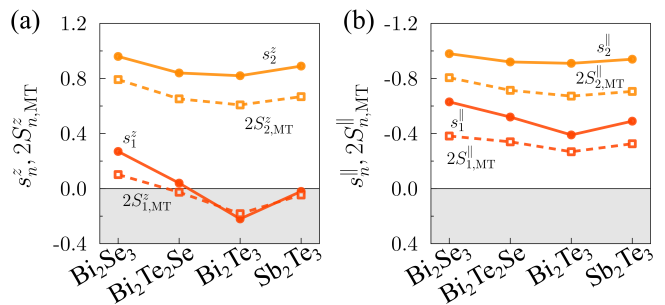 (a)
(b)
s_n^z, 2S_{n,MT}^z
1.2
0.8
0.4
0.0
-0.4
s_2^z
2S_{2,MT}^z
s_1^z
2S_{1,MT}^z
Bi₂Se₃
Bi₂Te₂Se
Bi₂Te₃
Sb₂Te₃
s_n^∥, 2S_{n,MT}^∥
-1.2
-0.8
-0.4
0.0
0.4
s_2^∥
2S_{2,MT}^∥
s_1^∥
2S_{1,MT}^∥
Bi₂Se₃
Bi₂Te₂Se
Bi₂Te₃
Sb₂Te₃